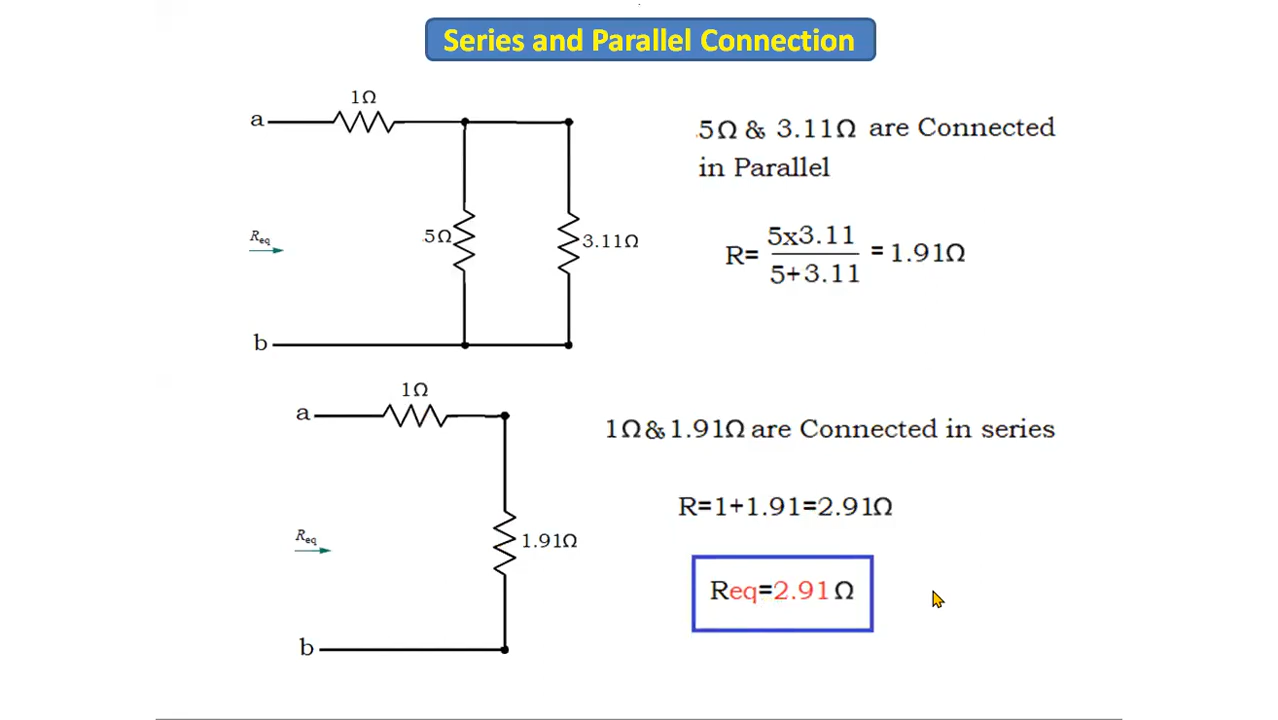 Series and Parallel Connection
1Ω
a
5Ω & 3.11Ω are Connected
in Parallel
Req
5Ω
3.11Ω
R= 5x3.11 / 5+3.11 = 1.91Ω
b
1Ω
a
1Ω & 1.91Ω are Connected in series
R=1+1.91=2.91Ω
Req
1.91Ω
Req=2.91Ω
b